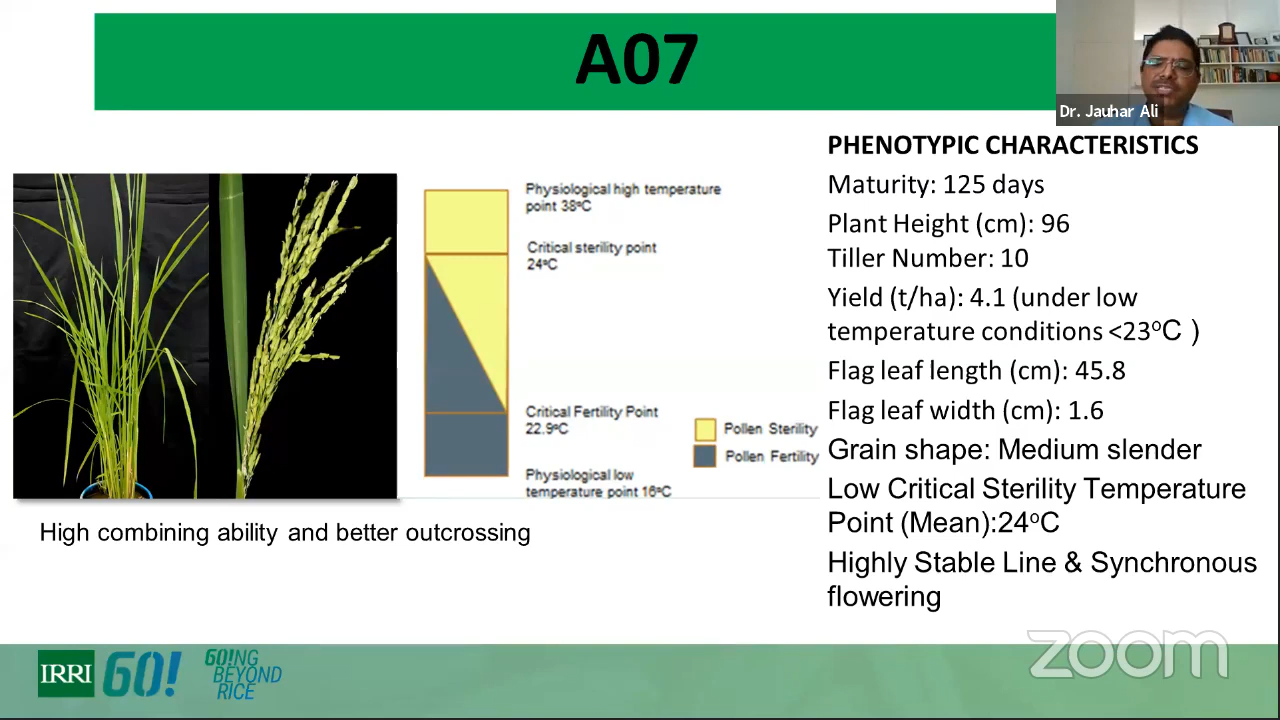 A07
Dr. Jauhar Ali
PHENOTYPIC CHARACTERISTICS
Maturity: 125 days
Plant Height (cm): 96
Tiller Number: 10
Yield (t/ha): 4.1 (under low
temperature conditions <23ºC )
Flag leaf length (cm): 45.8
Flag leaf width (cm): 1.6
Grain shape: Medium slender
Low Critical Sterility Temperature
Point (Mean):24ºC
Highly Stable Line & Synchronous
flowering
Physiological high temperature
point 38ºC
Critical sterility point
24ºC
Critical Fertility Point
22.9ºC
Physiological low
temperature point 16ºC
Pollen Sterility
Pollen Fertility
High combining ability and better outcrossing
IRRI 60!
GO!NG
BEYOND
RICE
zoom